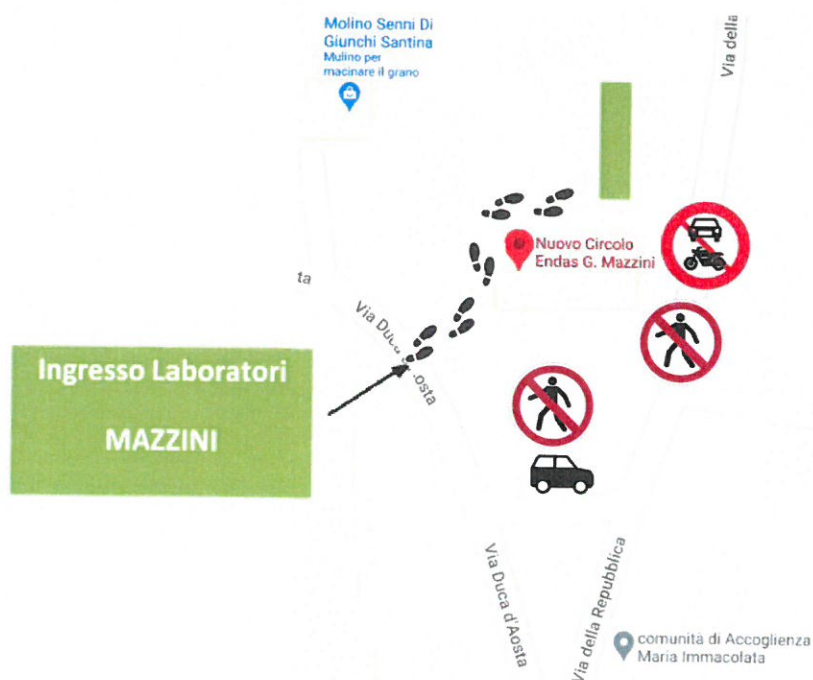 Molino Senni Di
Giunchi Santina
Mulino per
macinare il grano
Via della
Nuovo Circolo
Endas G. Mazzini
ta
Via Duca d'Aosta
Ingresso Laboratori
MAZZINI
Via Duca d'Aosta
Via della Repubblica
comunità di Accoglienza
Maria Immacolata